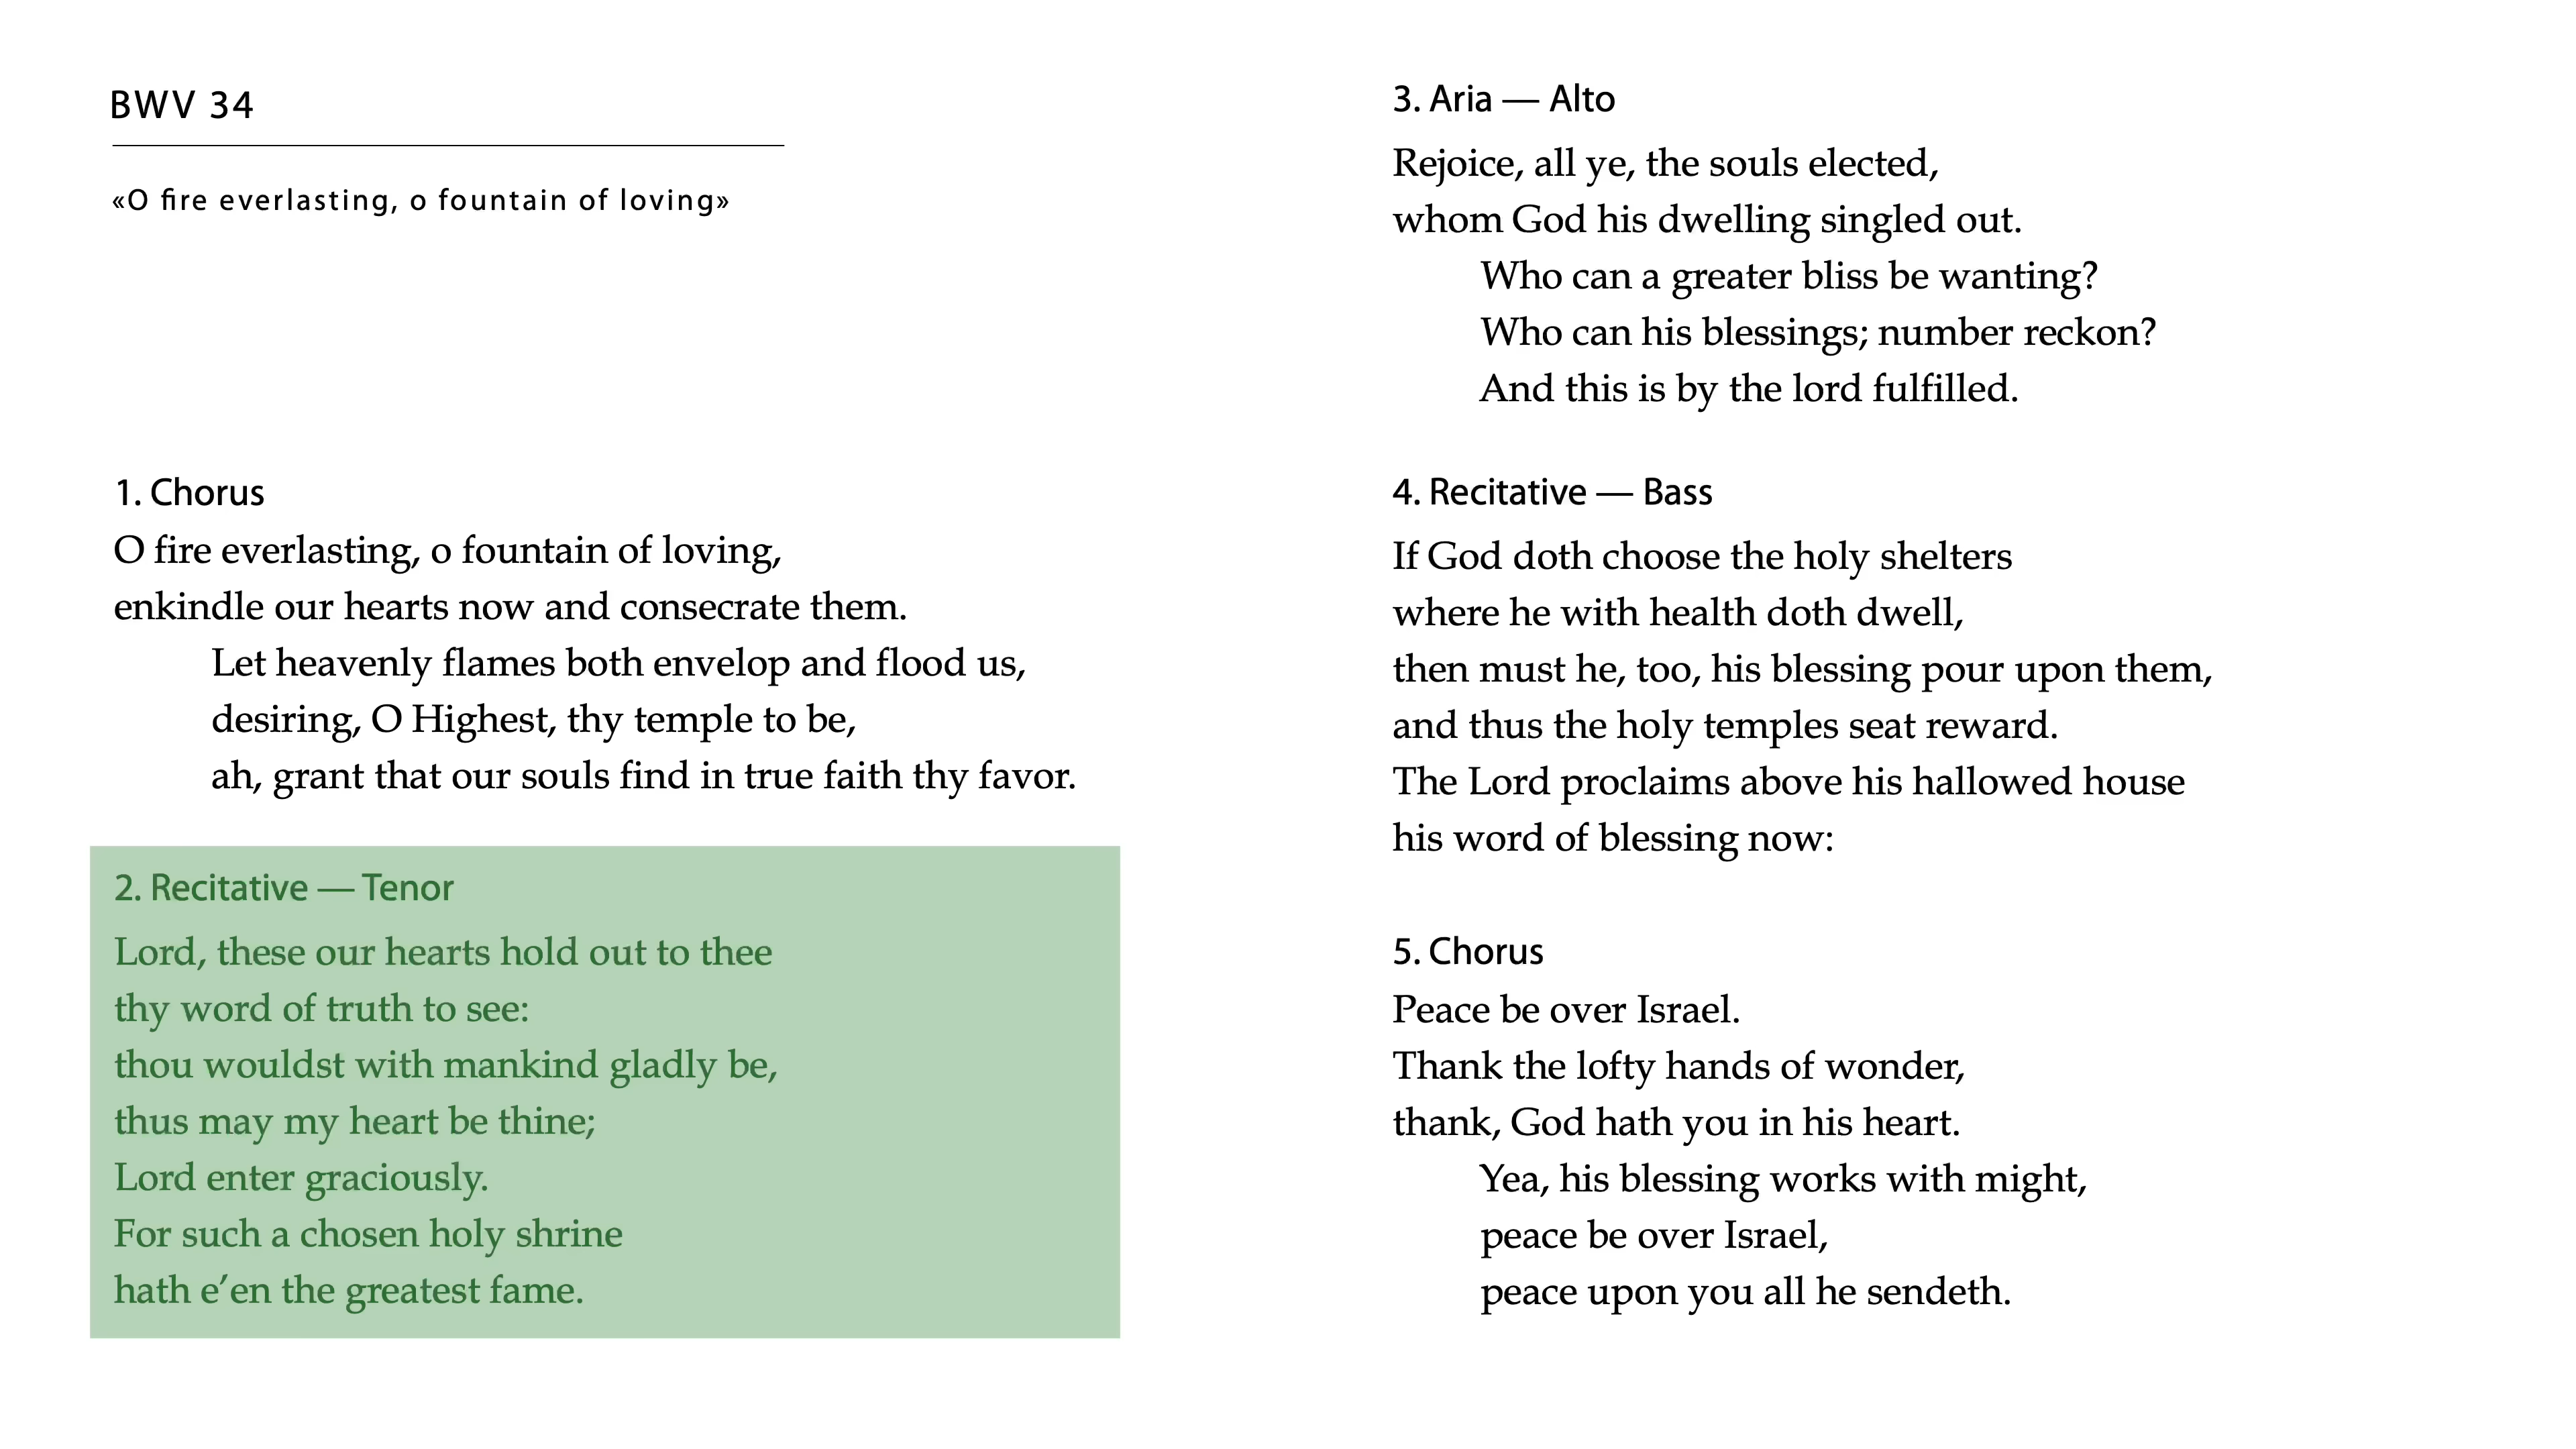 BWV 34
«O fire everlasting, o fountain of loving»
1. Chorus
O fire everlasting, o fountain of loving,
enkindle our hearts now and consecrate them.
Let heavenly flames both envelop and flood us,
desiring, O Highest, thy temple to be,
ah, grant that our souls find in true faith thy favor.
2. Recitative — Tenor
Lord, these our hearts hold out to thee
thy word of truth to see:
thou wouldst with mankind gladly be,
thus may my heart be thine;
Lord enter graciously.
For such a chosen holy shrine
hath e’en the greatest fame.
3. Aria — Alto
Rejoice, all ye, the souls elected,
whom God his dwelling singled out.
Who can a greater bliss be wanting?
Who can his blessings; number reckon?
And this is by the lord fulfilled.
4. Recitative — Bass
If God doth choose the holy shelters
where he with health doth dwell,
then must he, too, his blessing pour upon them,
and thus the holy temples seat reward.
The Lord proclaims above his hallowed house
his word of blessing now:
5. Chorus
Peace be over Israel.
Thank the lofty hands of wonder,
thank, God hath you in his heart.
Yea, his blessing works with might,
peace be over Israel,
peace upon you all he sendeth.